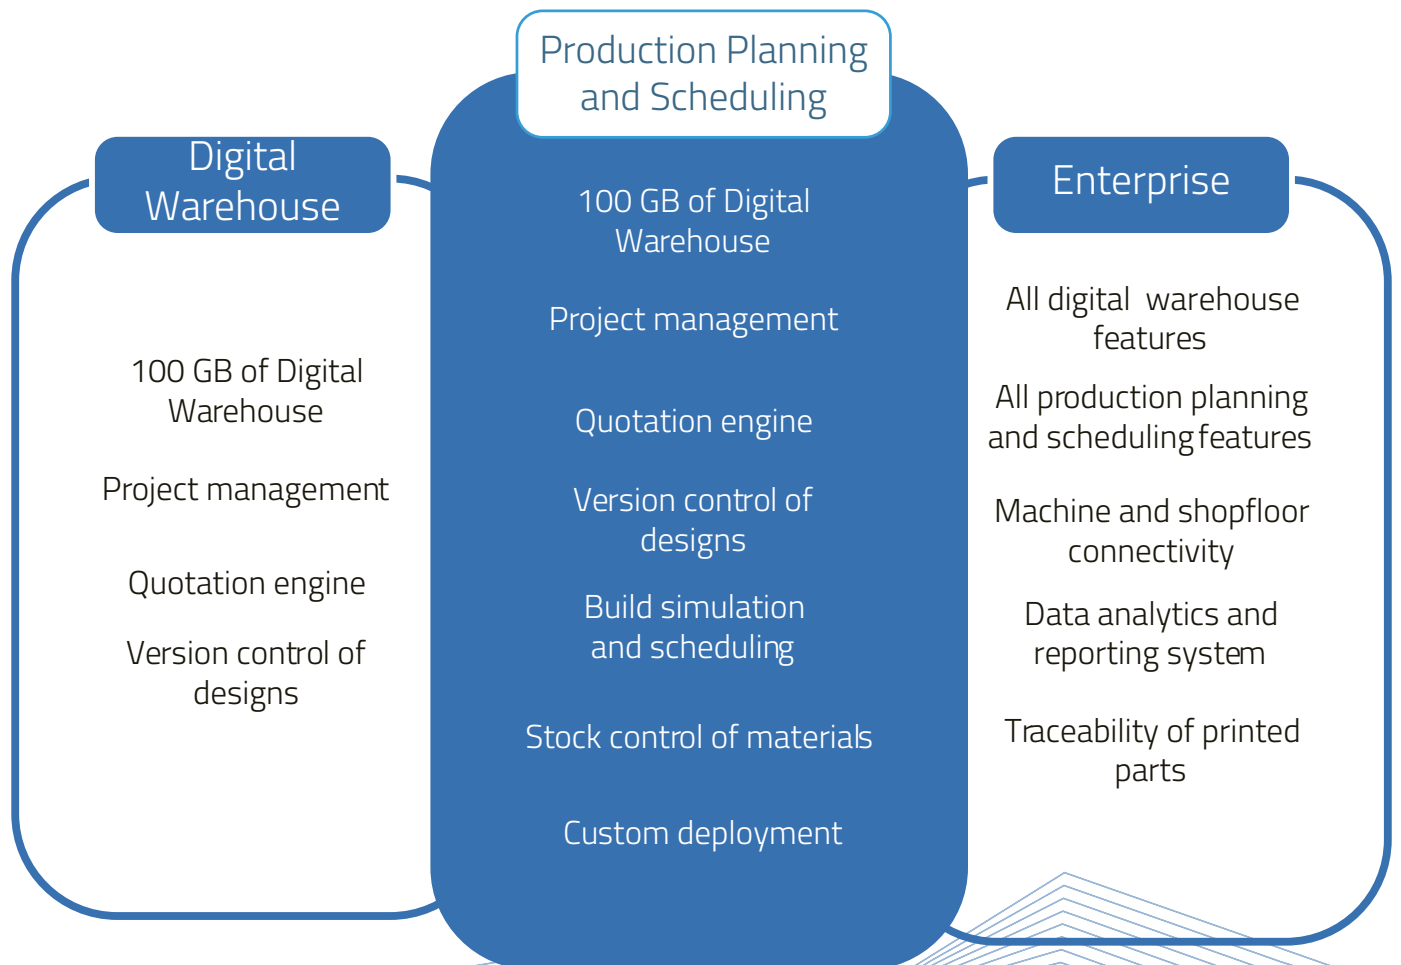 Digital
Warehouse
100 GB of Digital
Warehouse
Project management
Quotation engine
Version control of
designs
Production Planning
and Scheduling
100 GB of Digital
Warehouse
Project management
Quotation engine
Version control of
designs
Build simulation
and scheduling
Stock control of materials
Custom deployment
Enterprise
All digital warehouse
features
All production planning
and scheduling features
Machine and shopfloor
connectivity
Data analytics and
reporting system
Traceability of printed
parts